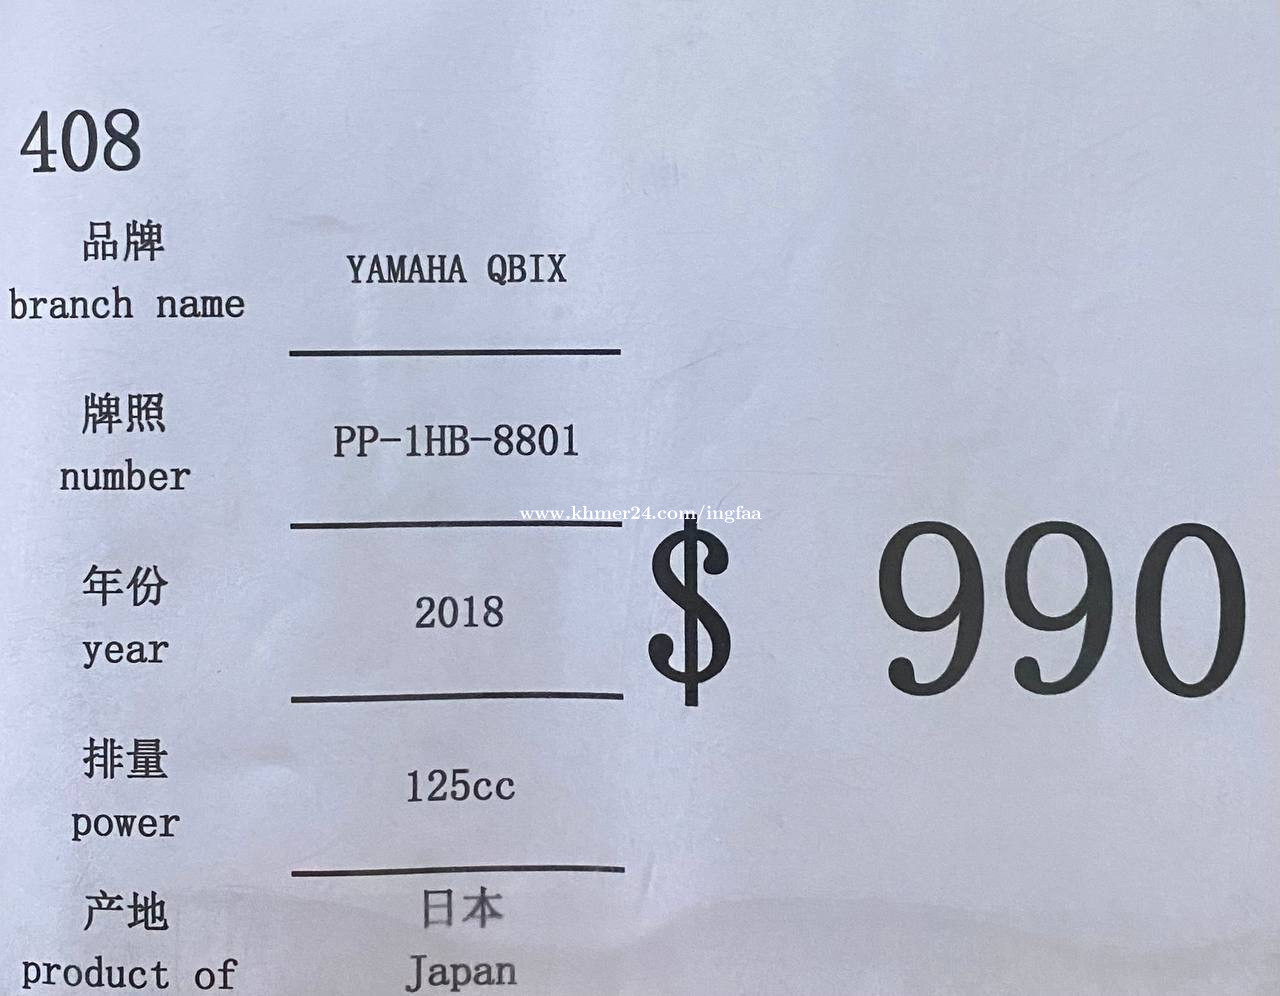 408
品牌
branch name
YAMAHA QBIX
牌照
number
PP-1HB-8801
www.khmer24.com/ingfaa
年份
year
2018
$ 990
排量
power
125cc
产地
product of
日本
Japan